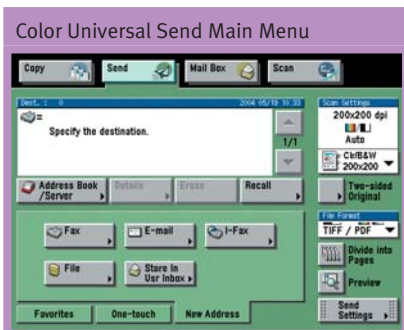 Color Universal Send Main Menu
Copy Send Mail Box Scan
Dest. : 0 2004 05/19 10:33
Specify the destination.
1/1
Address Book
/Server
Details Erase Recall
Fax E-mail I-Fax
File Store In
Usr Inbox
Favorites One-touch New Address
Scan Settings
200x200 dpi
Auto
Clr/B&W
200x200
Two-sided
Original
File Format
TIFF / PDF
Divide into
Pages
Preview
Send
Settings